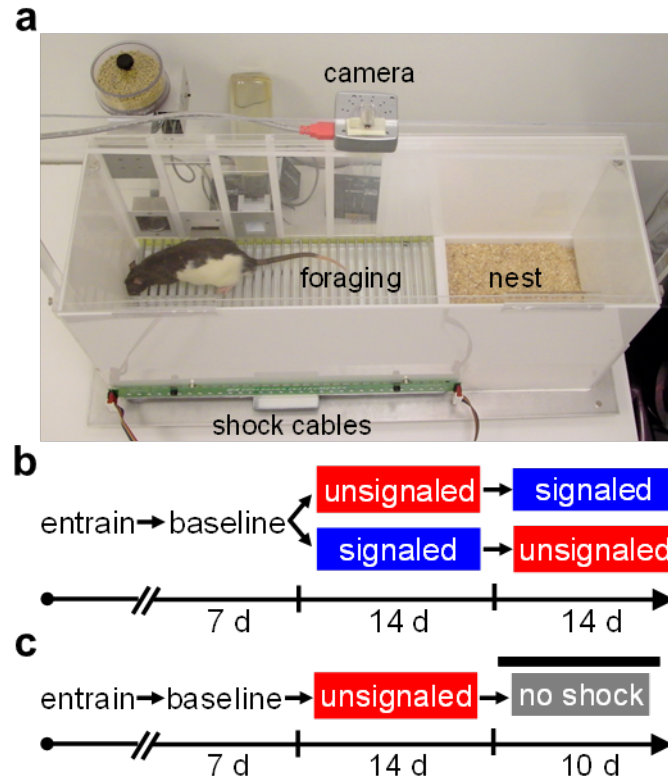 a
camera
foraging
nest
shock cables
b
unsignaled
signaled
entrain
baseline
signaled
unsignaled
7 d
14 d
14 d
c
entrain
baseline
unsignaled
no shock
7 d
14 d
10 d